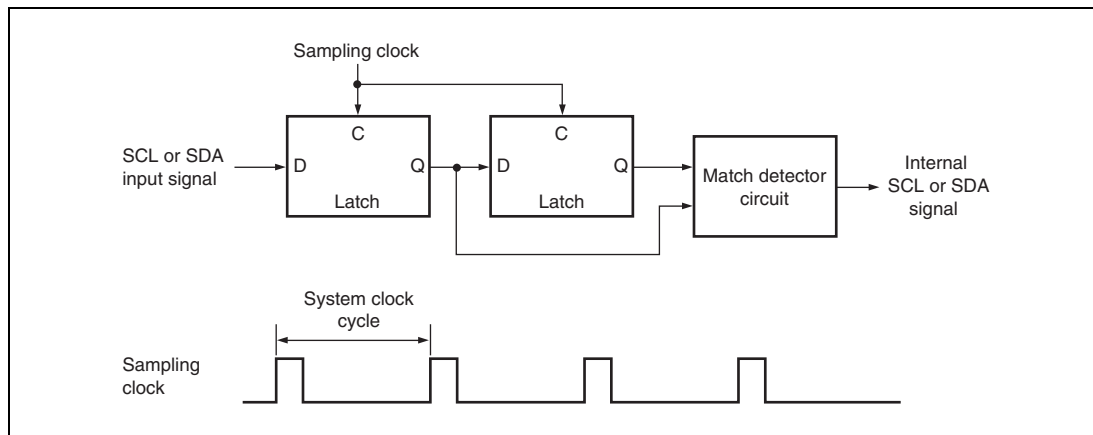 Sampling clock
C
C
SCL or SDA
input signal
D
Q
D
Q
Latch
Latch
Match detector
circuit
Internal
SCL or SDA
signal
System clock
cycle
Sampling
clock